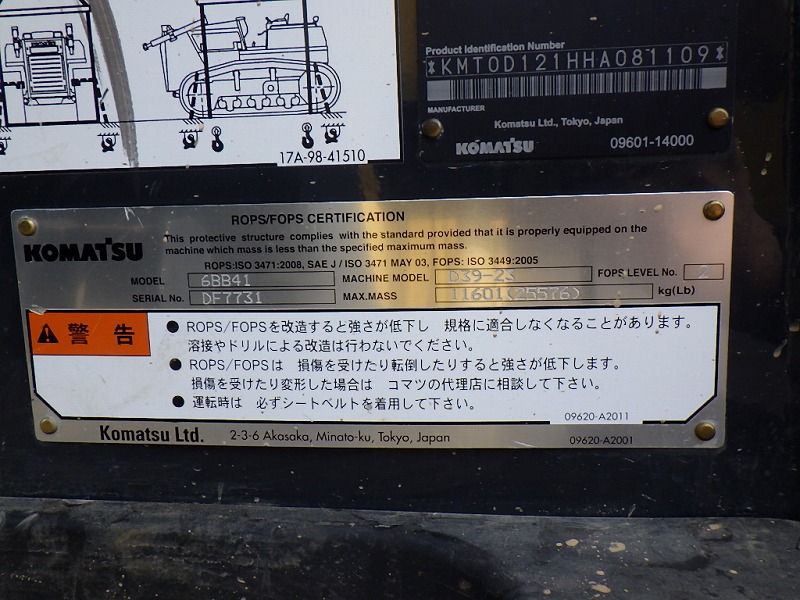 Product Identification Number
*KMT0D121HHA081109*
MANUFACTURER
Komatsu Ltd., Tokyo, Japan
KOMATSU
09601-14000
17A-98-41510
ROPS/FOPS CERTIFICATION
KOMATSU
This protective structure complies with the standard provided that it is properly equipped on the
machine which mass is less than the specified maximum mass.
ROPS:ISO 3471:2008, SAE J / ISO 3471 MAY 03, FOPS: ISO 3449:2005
MODEL 6BB41 MACHINE MODEL D39-23 FOPS LEVEL No. 2
SERIAL No. DF7731 MAX.MASS 11601(25576) kg(Lb)
警告
● ROPS/FOPSを改造すると強さが低下し 規格に適合しなくなることがあります。
溶接やドリルによる改造は行わないでください。
● ROPS/FOPSは 損傷を受けたり転倒したりすると強さが低下します。
損傷を受けたり変形した場合は コマツの代理店に相談して下さい。
● 運転時は 必ずシートベルトを着用して下さい。
09620-A2011
Komatsu Ltd. 2-3-6 Akasaka, Minato-ku, Tokyo, Japan
09620-A2001